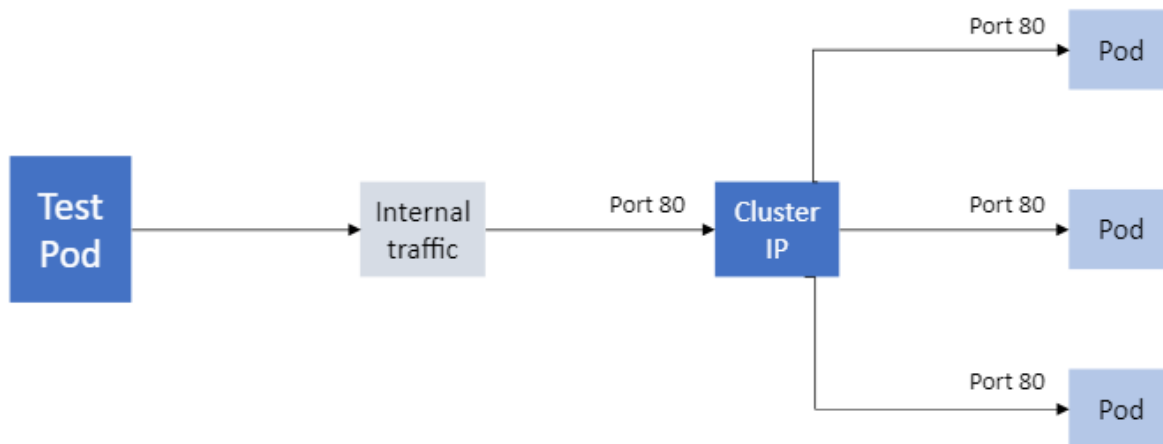 Port 80
Pod
Test
Pod
Internal
traffic
Port 80
Cluster
IP
Port 80
Pod
Port 80
Pod